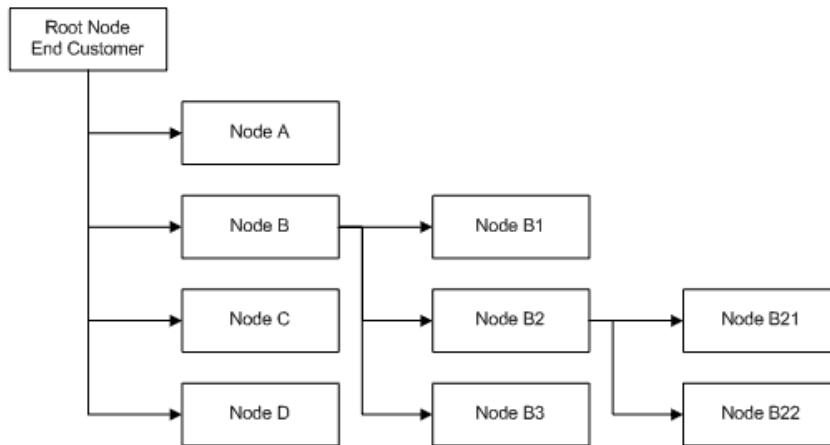 Root Node
End Customer
Node A
Node B
Node B1
Node C
Node B2
Node B21
Node D
Node B3
Node B22